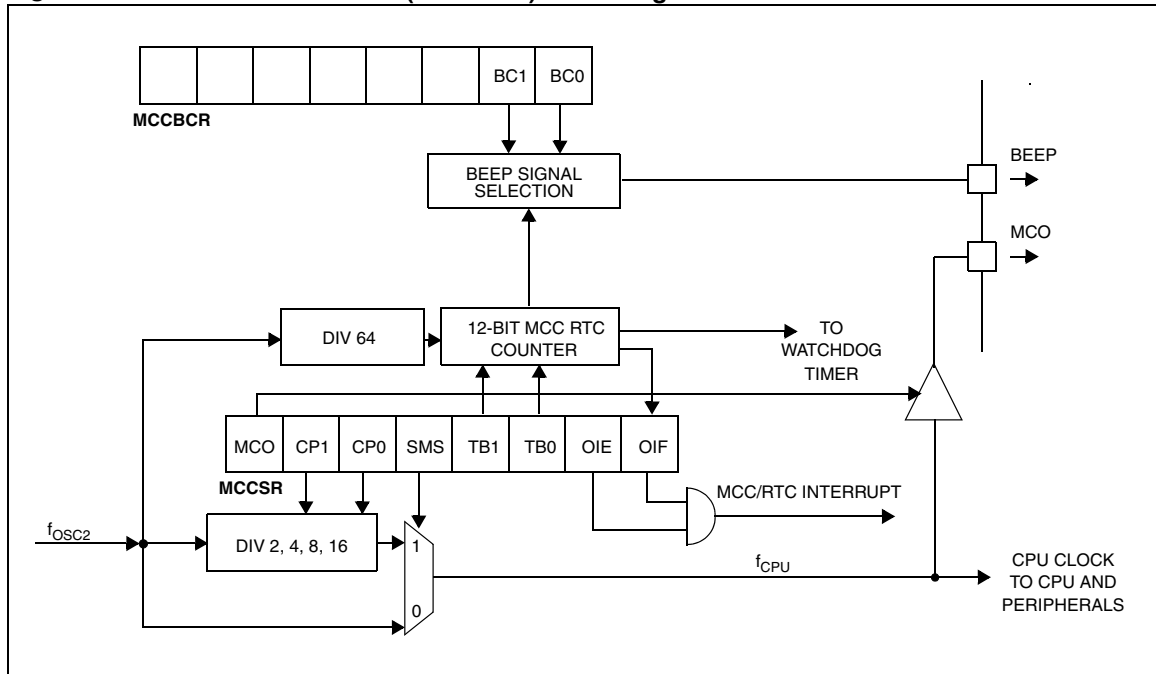 BC1 BC0
MCCBCR
BEEP SIGNAL
SELECTION
BEEP
MCO
DIV 64
12-BIT MCC RTC
COUNTER
TO
WATCHDOG
TIMER
MCO CP1 CP0 SMS TB1 TB0 OIE OIF
MCCSR
MCC/RTC INTERRUPT
fOSC2
DIV 2, 4, 8, 16
1
0
fCPU
CPU CLOCK
TO CPU AND
PERIPHERALS